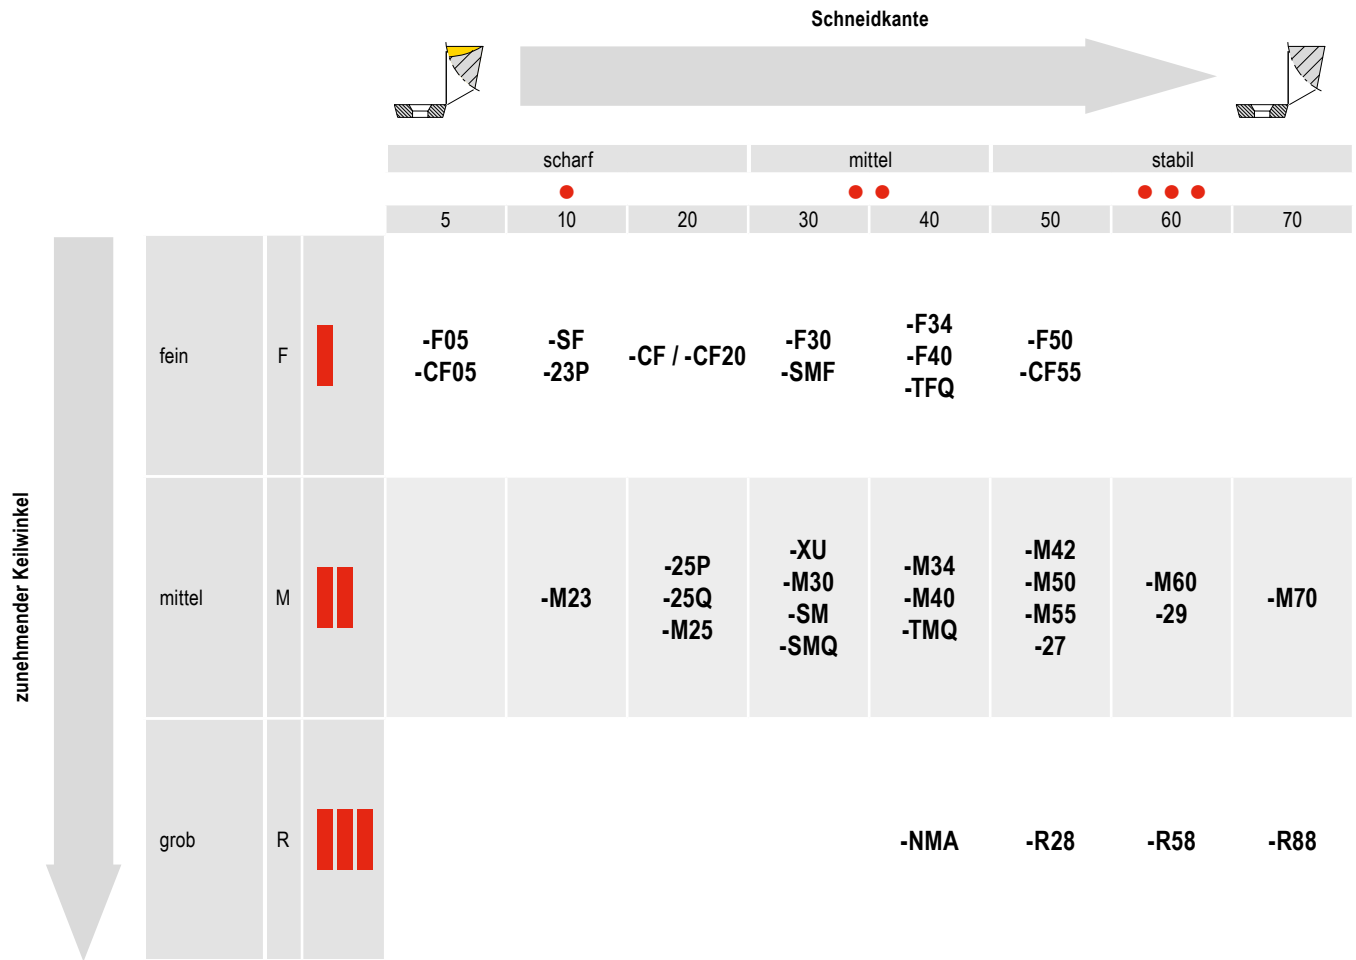 Schneidkante
scharf mittel stabil
5 10 20 30 40 50 60 70
zunehmender Keilwinkel
fein F
-F05
-CF05
-SF
-23P
-CF / -CF20
-F30
-SMF
-F34
-F40
-TFQ
-F50
-CF55
mittel M
-M23
-25P
-25Q
-M25
-XU
-M30
-SM
-SMQ
-M34
-M40
-TMQ
-M42
-M50
-M55
-27
-M60
-29
-M70
grob R
-NMA
-R28
-R58
-R88